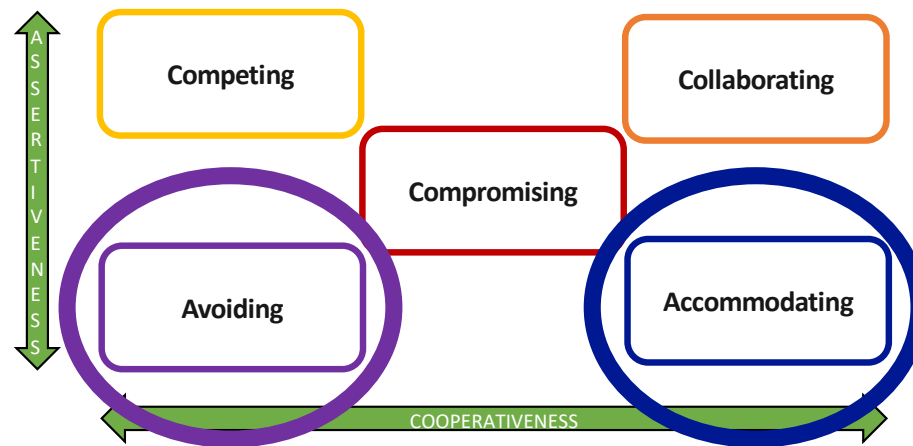 ASSERTIVENESS
Competing
Collaborating
Compromising
Avoiding
Accommodating
COOPERATIVENESS